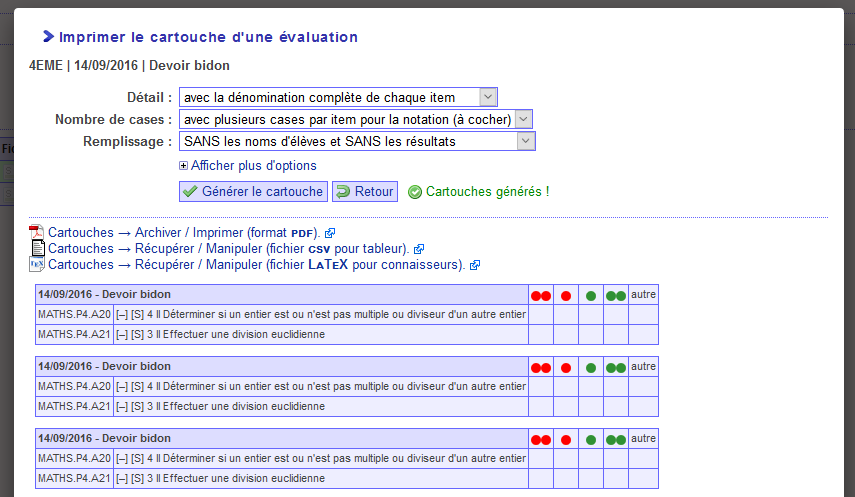 Imprimer le cartouche d'une évaluation
4EME | 14/09/2016 | Devoir bidon
Détail : avec la dénomination complète de chaque item
Nombre de cases : avec plusieurs cases par item pour la notation (à cocher)
Remplissage : SANS les noms d'élèves et SANS les résultats
Afficher plus d'options
Générer le cartouche Retour Cartouches générés !
Cartouches → Archiver / Imprimer (format PDF).
Cartouches → Récupérer / Manipuler (fichier CSV pour tableur).
Cartouches → Récupérer / Manipuler (fichier LATEX pour connaisseurs).
14/09/2016 - Devoir bidon autre
MATHS.P4.A20 [–] [S] 4 || Déterminer si un entier est ou n'est pas multiple ou diviseur d'un autre entier
MATHS.P4.A21 [–] [S] 3 || Effectuer une division euclidienne
14/09/2016 - Devoir bidon autre
MATHS.P4.A20 [–] [S] 4 || Déterminer si un entier est ou n'est pas multiple ou diviseur d'un autre entier
MATHS.P4.A21 [–] [S] 3 || Effectuer une division euclidienne
14/09/2016 - Devoir bidon autre
MATHS.P4.A20 [–] [S] 4 || Déterminer si un entier est ou n'est pas multiple ou diviseur d'un autre entier
MATHS.P4.A21 [–] [S] 3 || Effectuer une division euclidienne